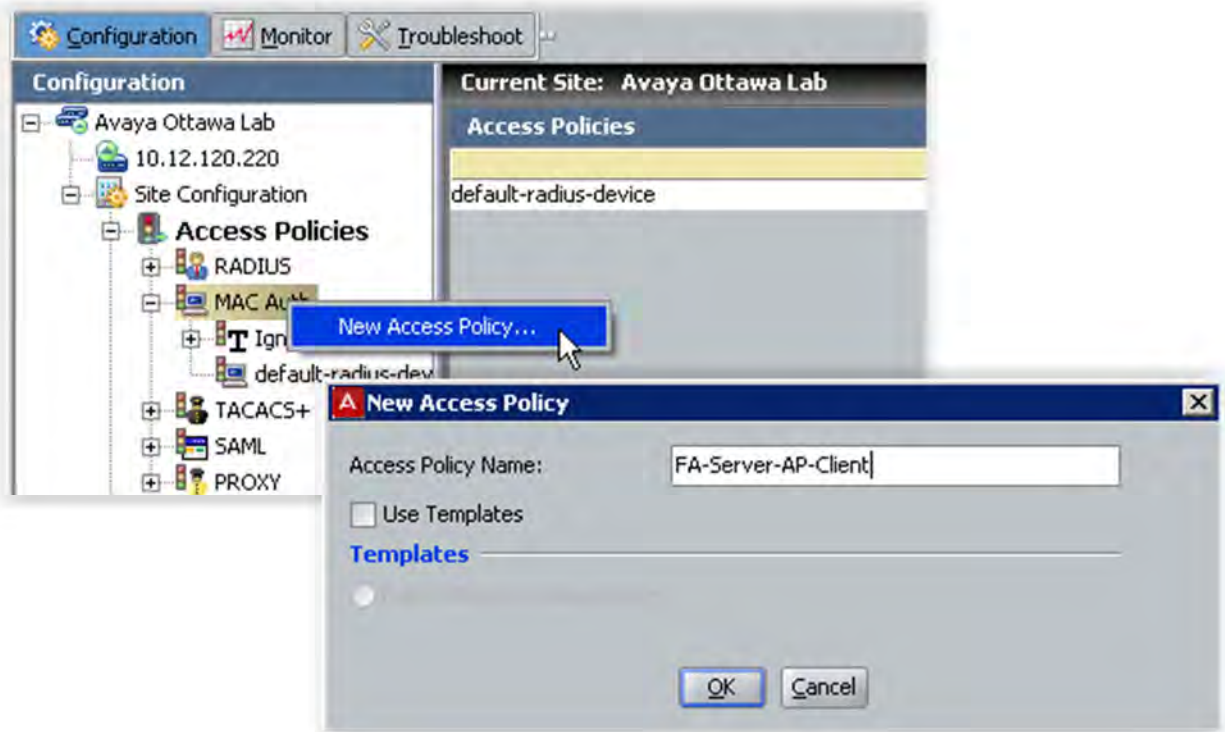 Configuration Monitor Troubleshoot
Configuration
Current Site: Avaya Ottawa Lab
Avaya Ottawa Lab
Access Policies
10.12.120.220
Site Configuration
default-radius-device
Access Policies
RADIUS
MAC Auth
New Access Policy...
Ign
default-radius-dev
TACACS+
SAML
PROXY
New Access Policy
Access Policy Name: FA-Server-AP-Client
Use Templates
Templates
OK Cancel